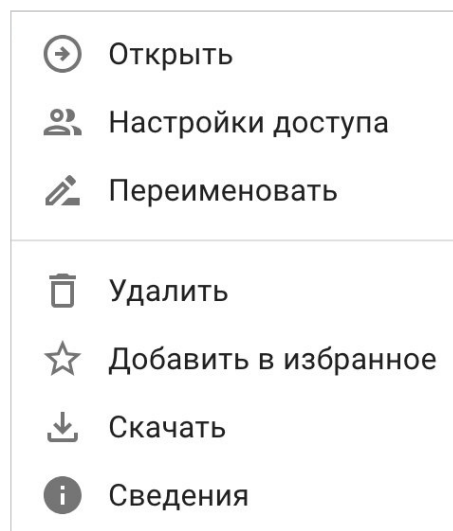 Открыть
Настройки доступа
Переименовать
Удалить
Добавить в избранное
Скачать
Сведения